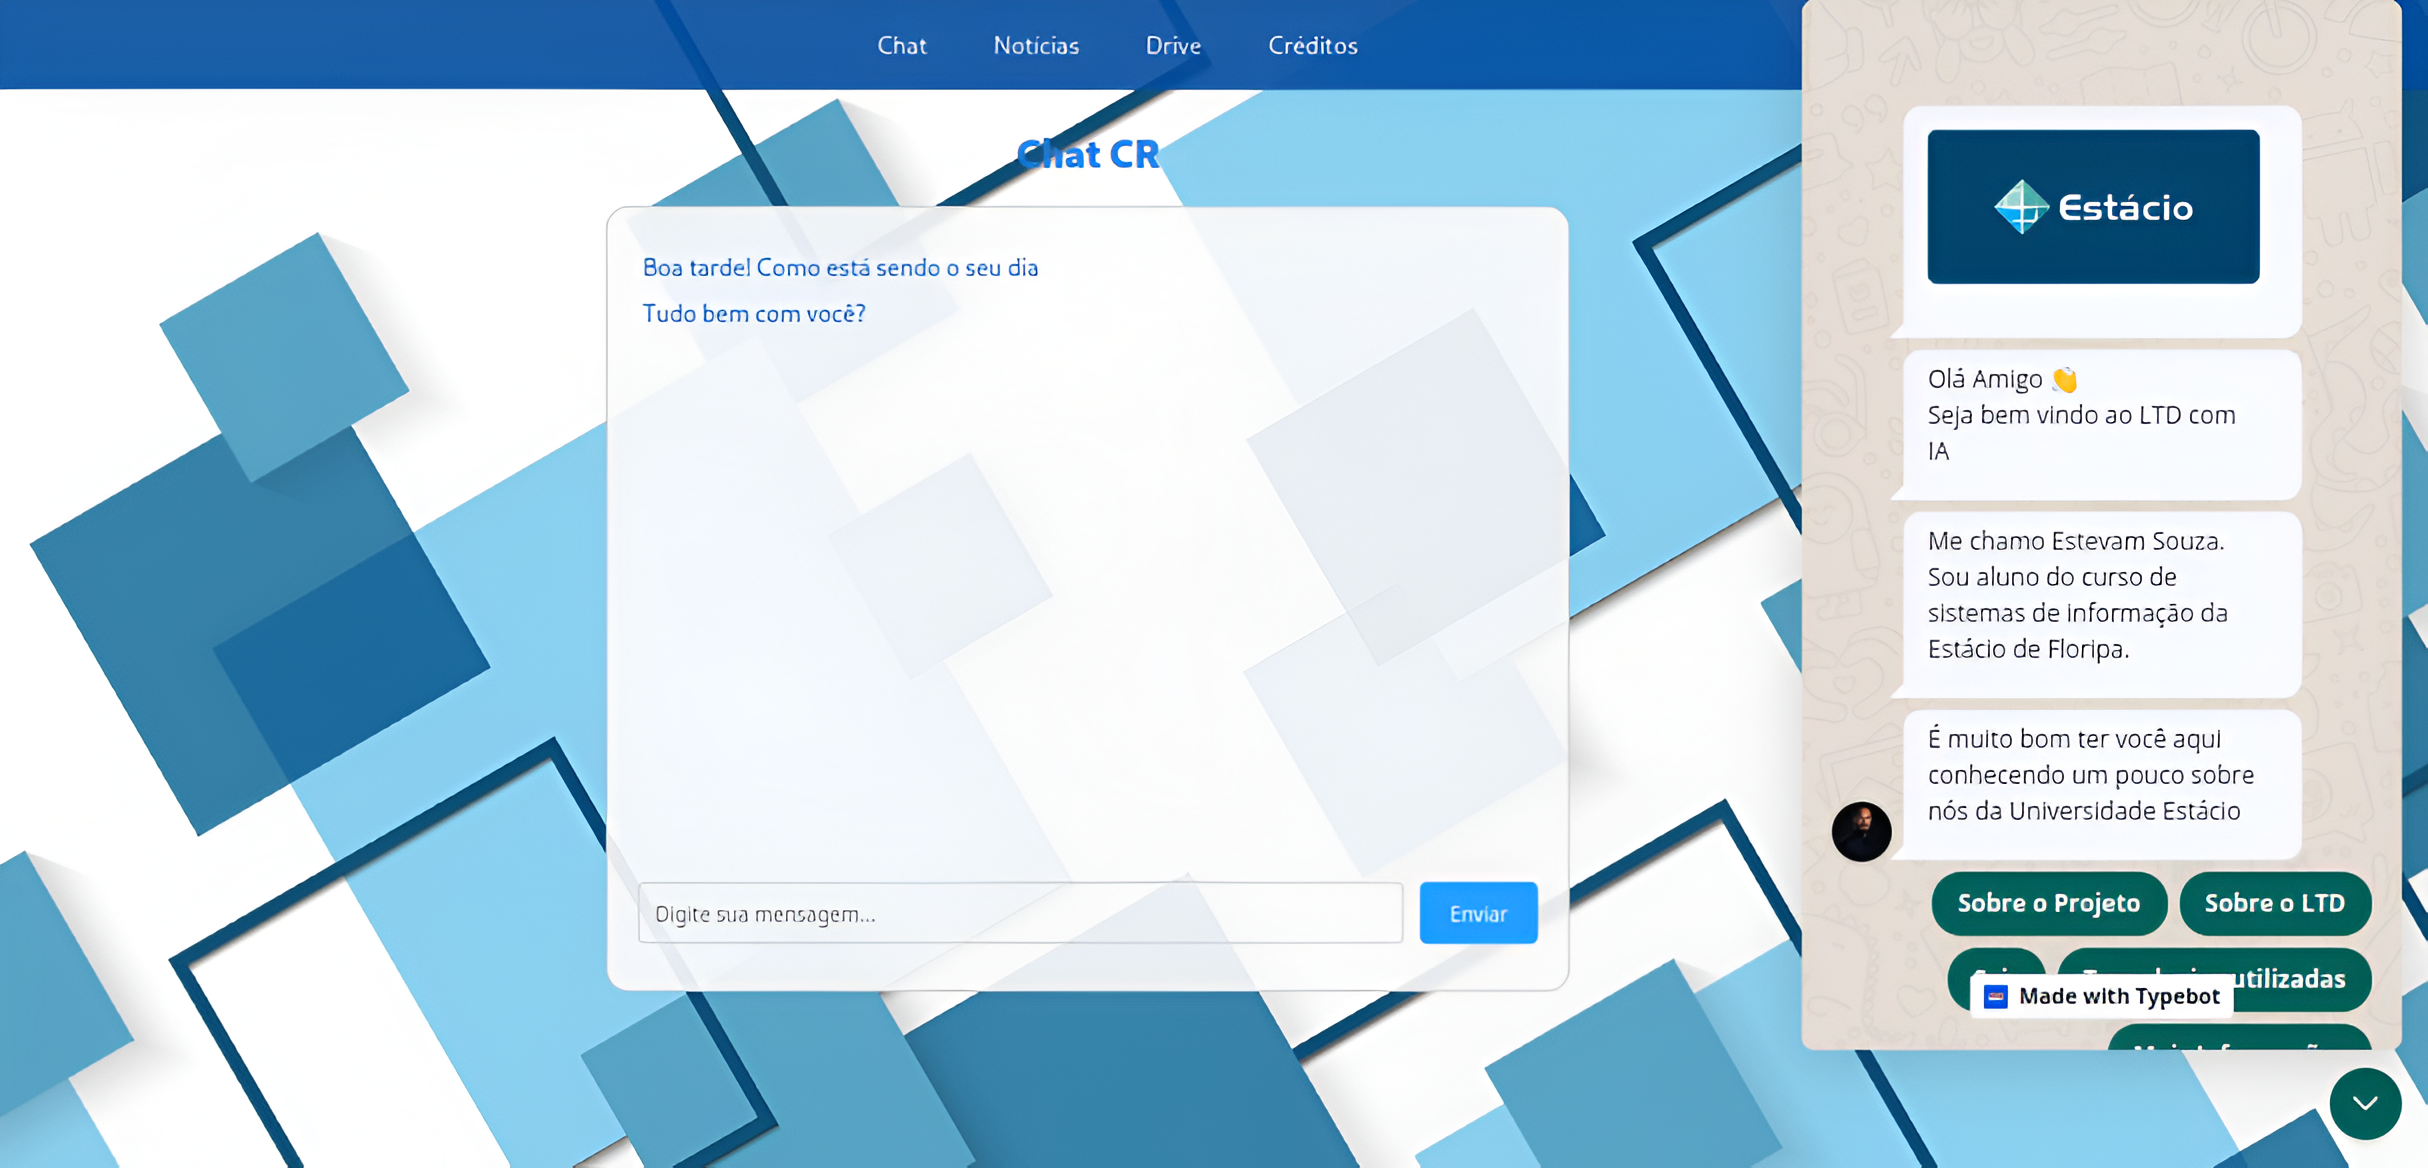 Chat Notícias Drive Créditos
Chat CR
Boa tarde! Como está sendo o seu dia
Tudo bem com você?
Digite sua mensagem...
Enviar
Estácio
Olá Amigo 👏
Seja bem vindo ao LTD com
IA
Me chamo Estevam Souza.
Sou aluno do curso de
sistemas de informação da
Estácio de Floripa.
É muito bom ter você aqui
conhecendo um pouco sobre
nós da Universidade Estácio
Sobre o Projeto
Sobre o LTD
utilizadas
Made with Typebot